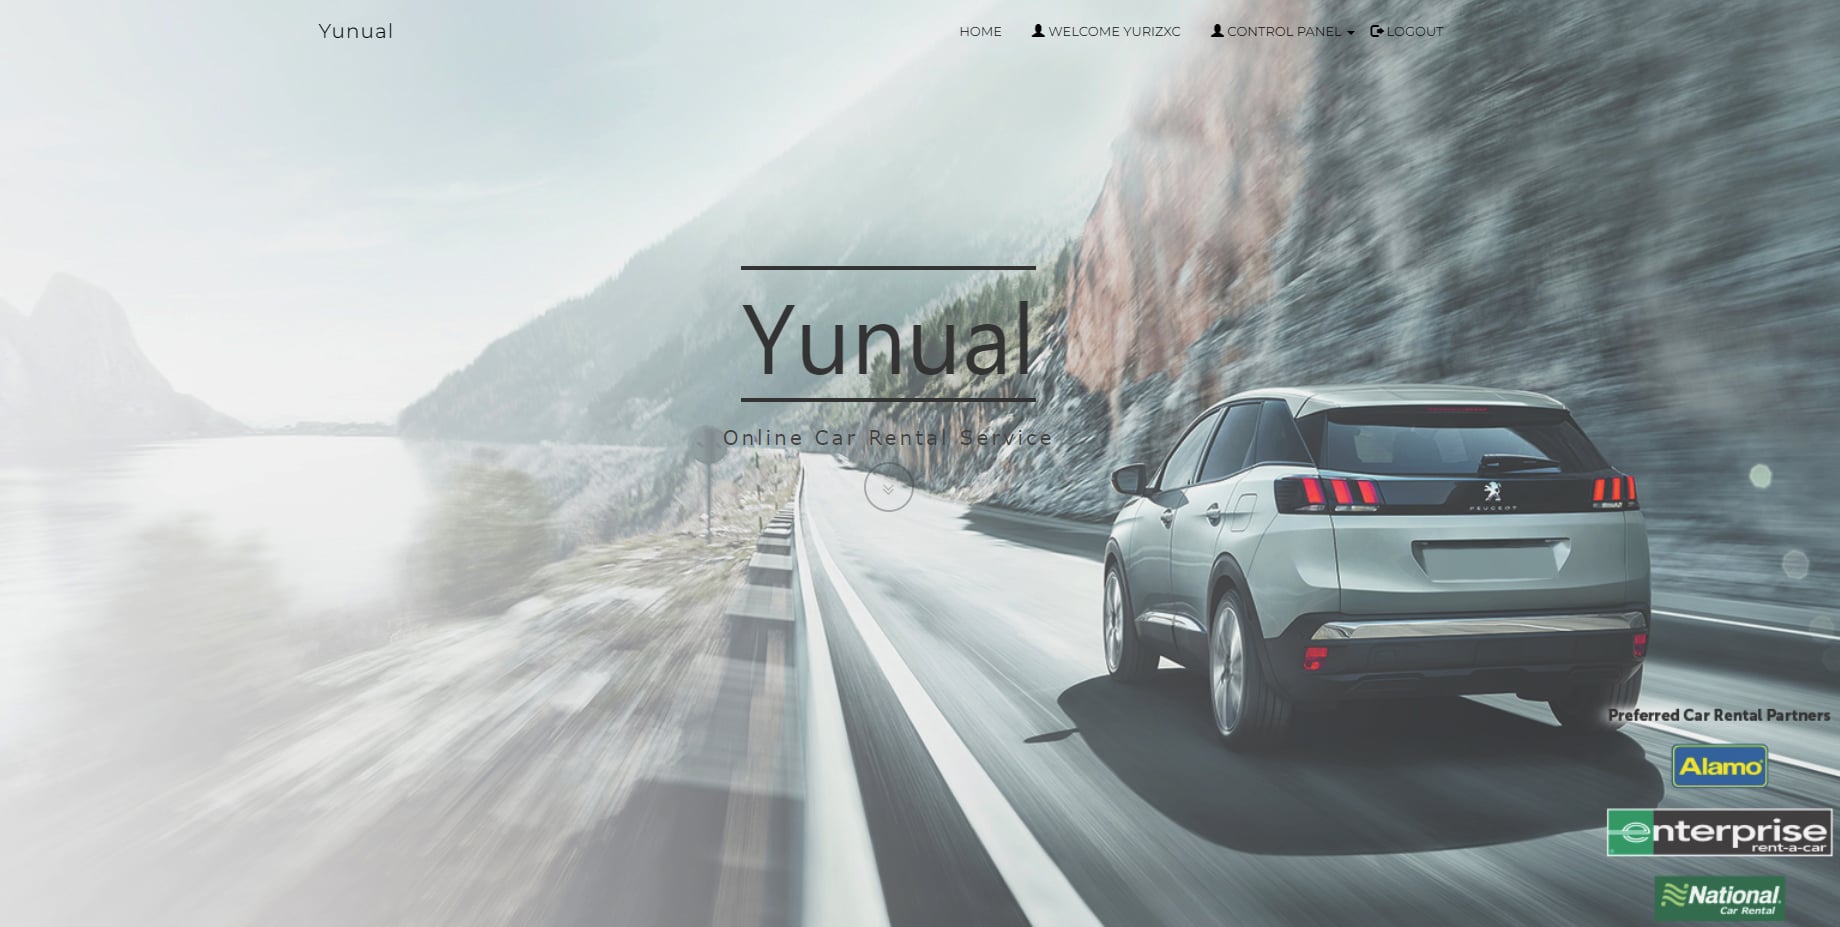 Yunual
HOME
WELCOME YURIZXC
CONTROL PANEL
LOGOUT
Yunual
Online Car Rental Service
PEUGEOT
Preferred Car Rental Partners
Alamo
enterprise
rent-a-car
National
Car Rental